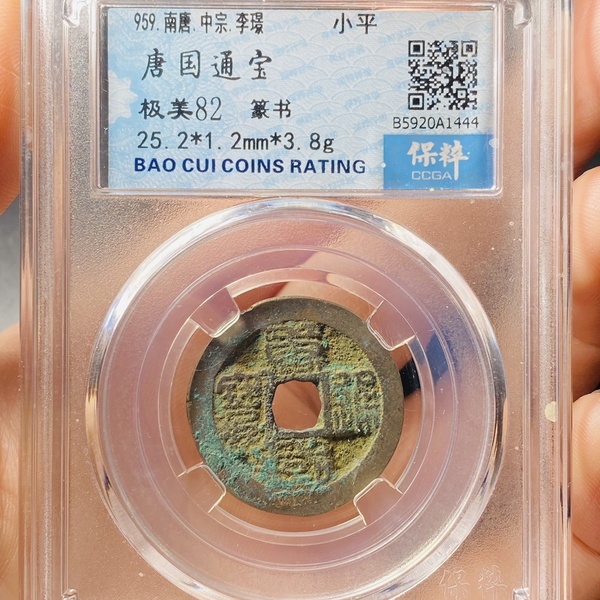 959.南唐.中宗.李璟 小平
唐国通宝
极美82 篆书
25.2*1.2mm*3.8g
BAO CUI COINS RATING
B5920A1444
保粹
CCGA